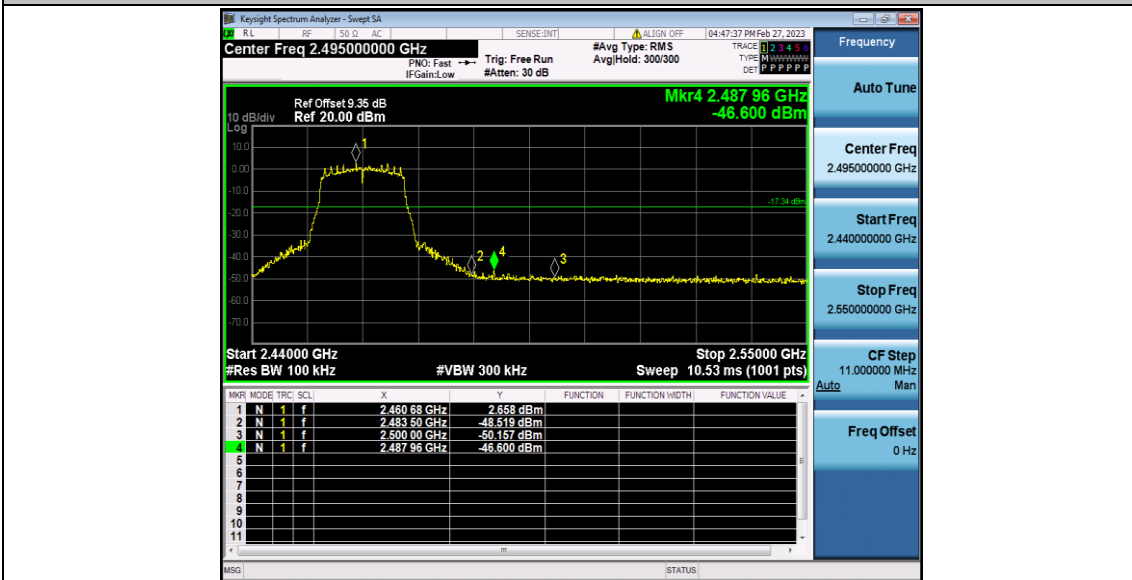 Keysight Spectrum Analyzer - Swept SA
RL RF 50 Ω AC SENSE:INT ALIGN OFF 04:47:37 PM Feb 27, 2023
Center Freq 2.495000000 GHz
PNO: Fast
IFGain:Low
Trig: Free Run
#Atten: 30 dB
#Avg Type: RMS
Avg|Hold: 300/300
TRACE 1 2 3 4 5 6
TYPE M W W W W W
DET P P P P P P
Frequency
Auto Tune
Mkr4 2.487 96 GHz
-46.600 dBm
Ref Offset 9.35 dB
10 dB/div Ref 20.00 dBm
Log
10.0
0.00
-10.0
-20.0
-30.0
-40.0
-50.0
-60.0
-70.0
-17.34 dBm
1
2
4
3
Center Freq
2.495000000 GHz
Start Freq
2.440000000 GHz
Stop Freq
2.550000000 GHz
CF Step
11.000000 MHz
Auto Man
Freq Offset
0 Hz
Start 2.44000 GHz Stop 2.55000 GHz
#Res BW 100 kHz #VBW 300 kHz Sweep 10.53 ms (1001 pts)
MKR MODE TRC SCL X Y FUNCTION FUNCTION WIDTH FUNCTION VALUE
1 N 1 f 2.460 68 GHz 2.658 dBm
2 N 1 f 2.483 50 GHz -48.519 dBm
3 N 1 f 2.500 00 GHz -50.157 dBm
4 N 1 f 2.487 96 GHz -46.600 dBm
5
6
7
8
9
10
11
MSG STATUS